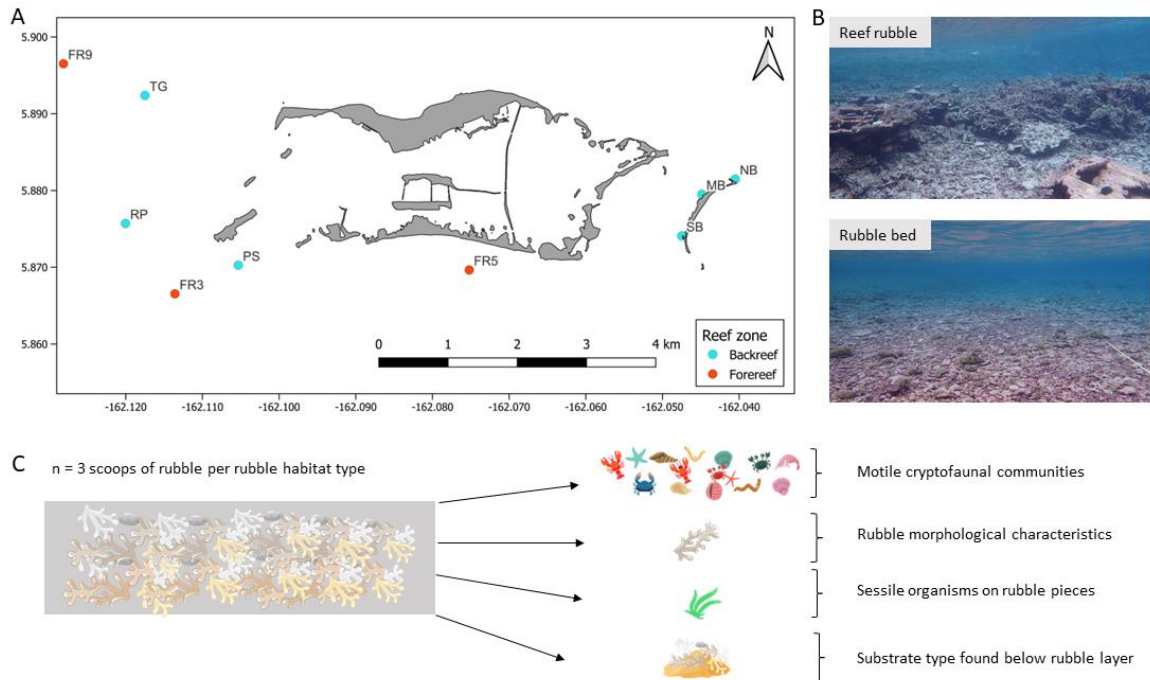 A
5.900
5.890
5.880
5.870
5.860
FR9
TG
N
RP
PS
FR3
FR5
NB
MB
SB
0 1 2 3 4 km
Reef zone
Backreef
Forereef
-162.120 -162.110 -162.100 -162.090 -162.080 -162.070 -162.060 -162.050 -162.040
B
Reef rubble
Rubble bed
C
n = 3 scoops of rubble per rubble habitat type
Motile cryptofaunal communities
Rubble morphological characteristics
Sessile organisms on rubble pieces
Substrate type found below rubble layer